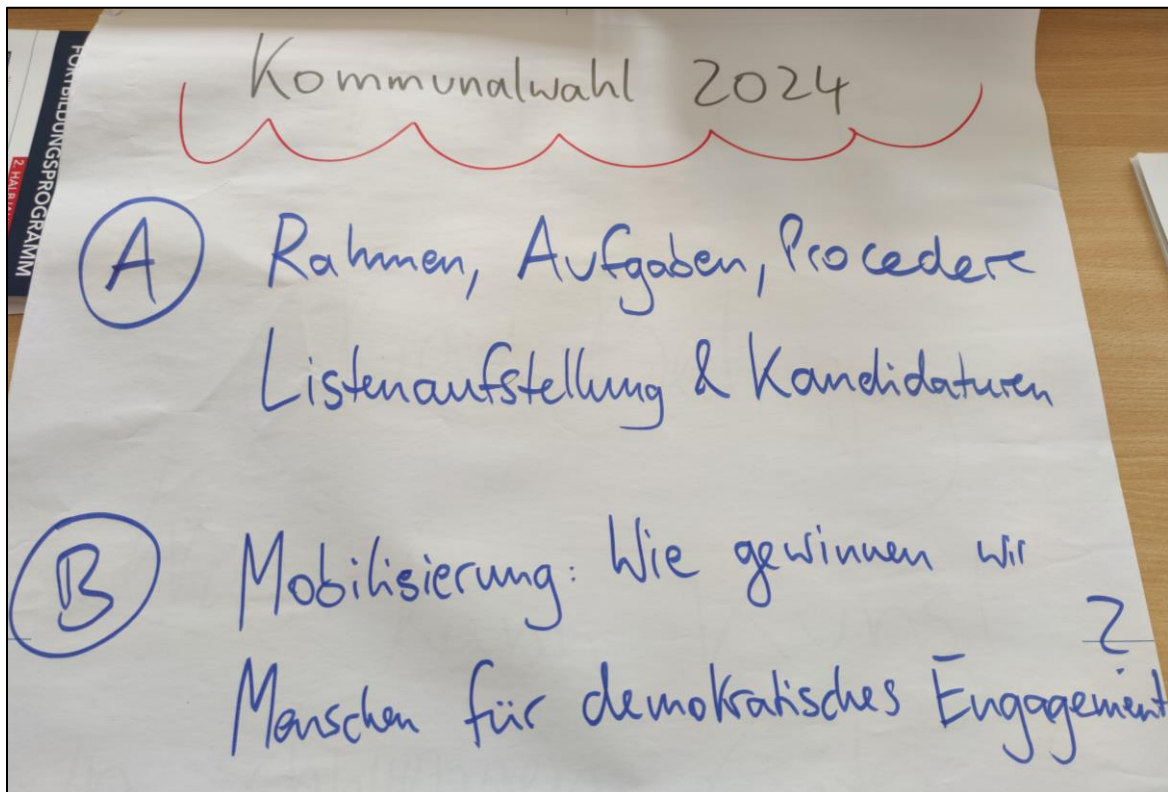 Kommunalwahl 2024
FORTBILDUNGSPROGRAMM
A Rahmen, Aufgaben, Procedere
Listenaufstellung & Kandidaturen
B Mobilisierung: Wie gewinnen wir
Menschen für demokratisches Engagement?